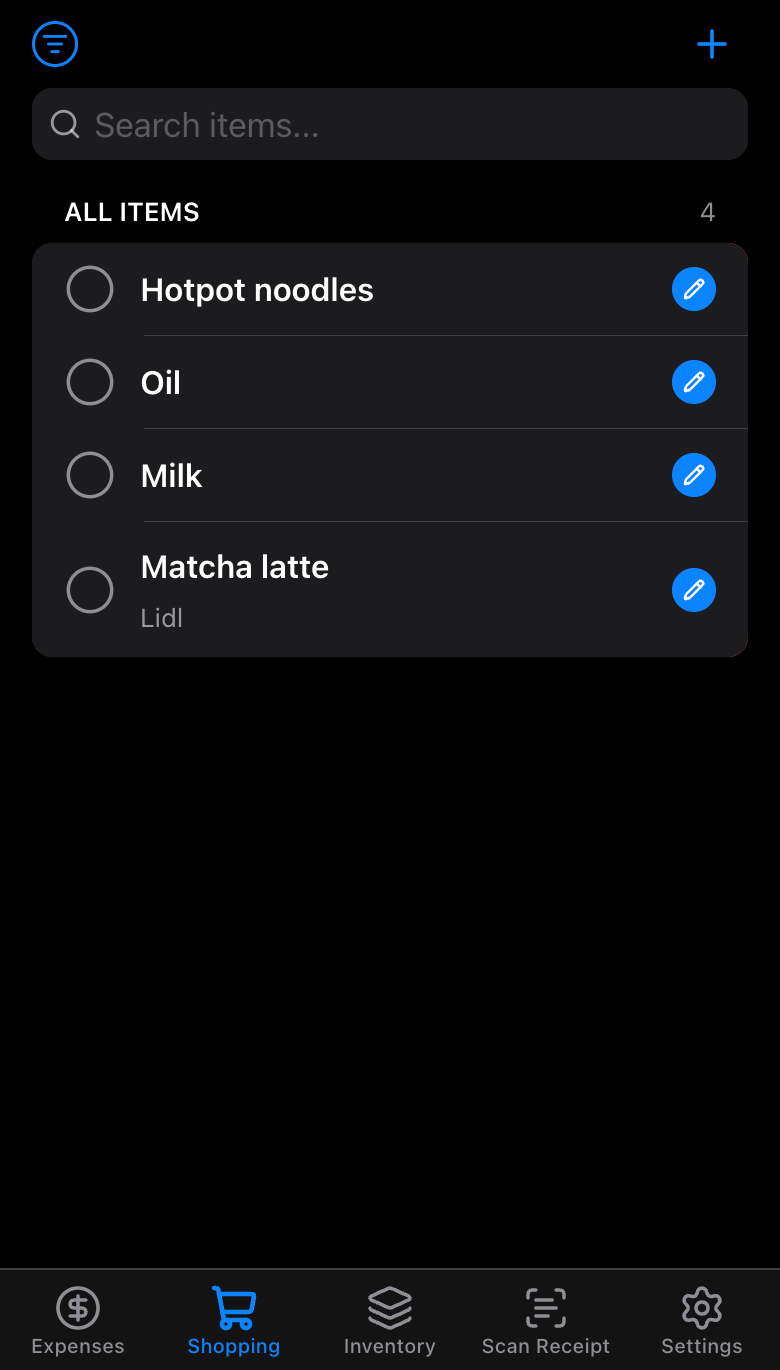 Search items...
ALL ITEMS 4
Hotpot noodles
Oil
Milk
Matcha latte
Lidl
Expenses Shopping Inventory Scan Receipt Settings